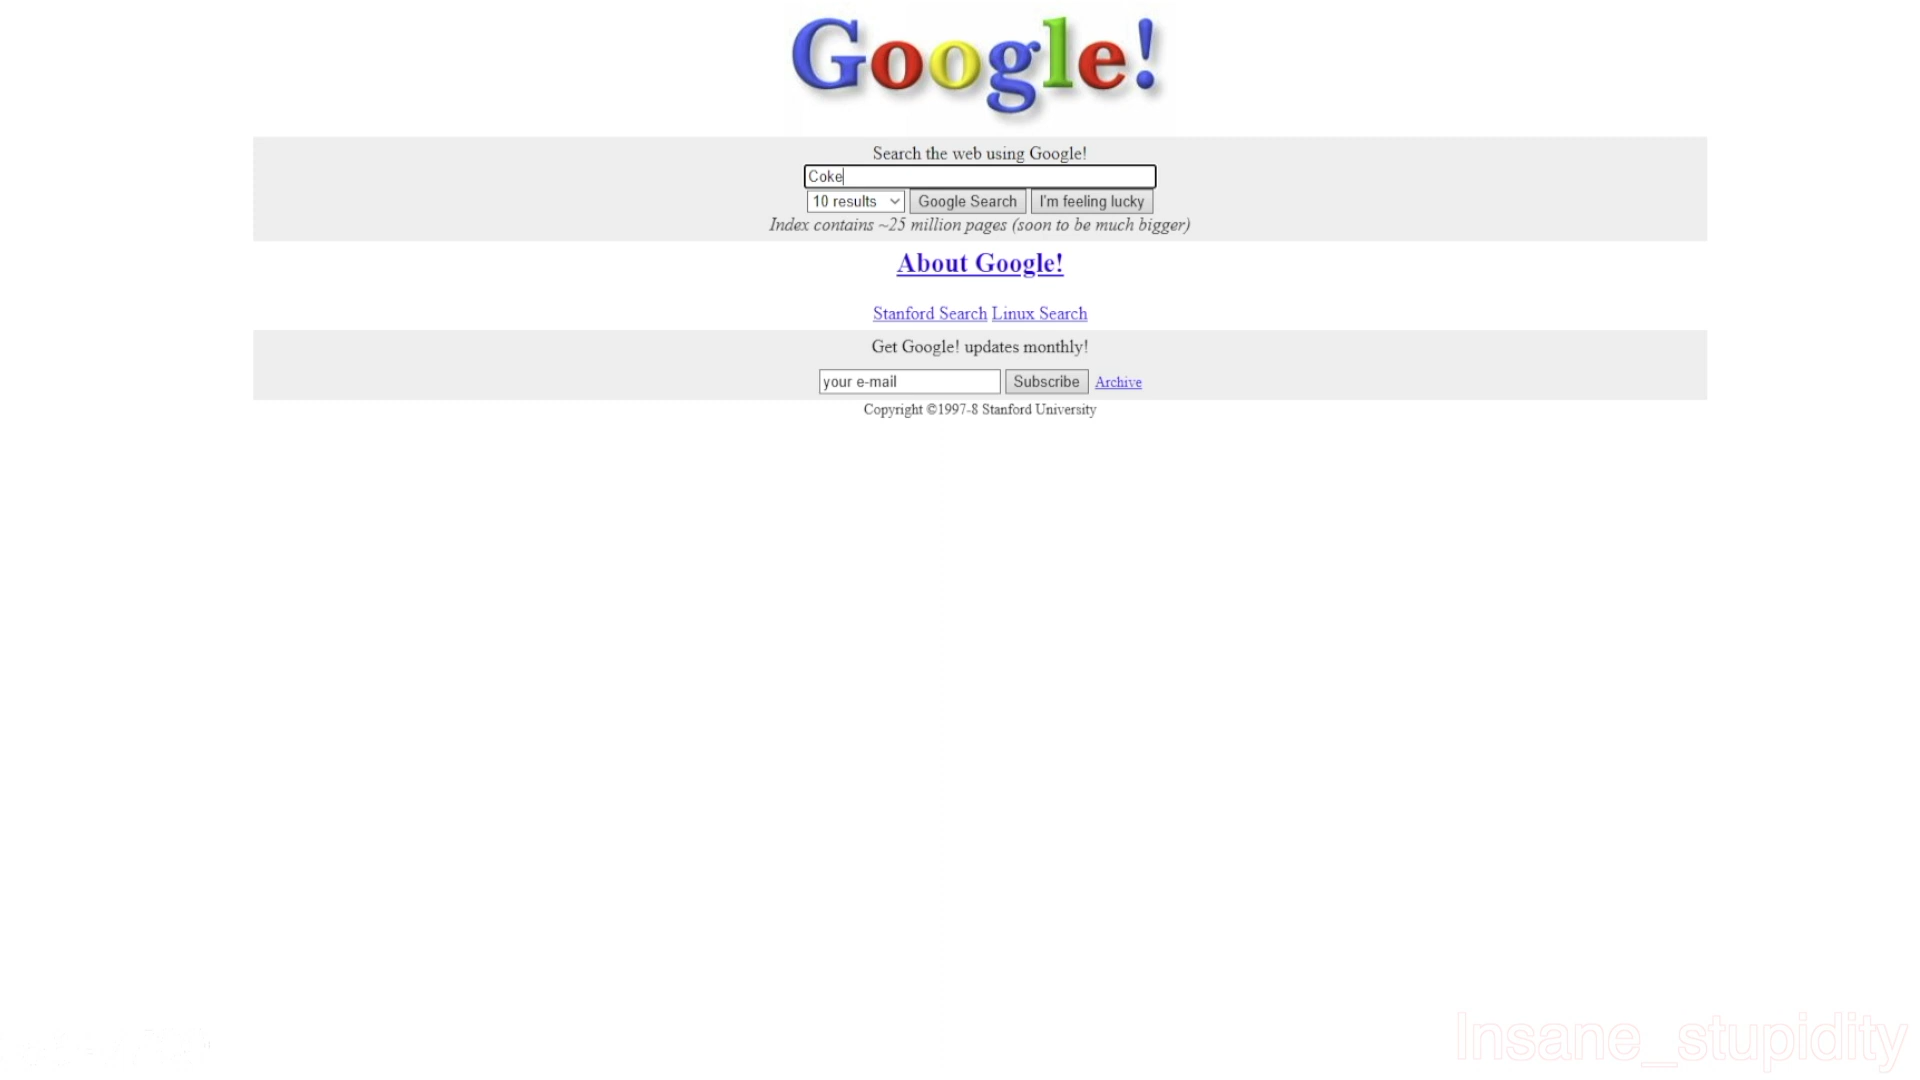 Google!
Search the web using Google!
Coke
10 results Google Search I'm feeling lucky
Index contains ~25 million pages (soon to be much bigger)
About Google!
Stanford Search Linux Search
Get Google! updates monthly!
your e-mail Subscribe Archive
Copyright ©1997-8 Stanford University
Insane_stupidity